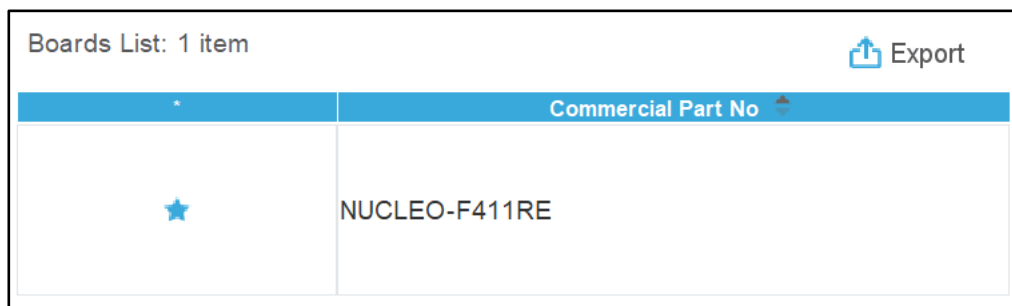 Boards List: 1 item
Export
* Commercial Part No
NUCLEO-F411RE